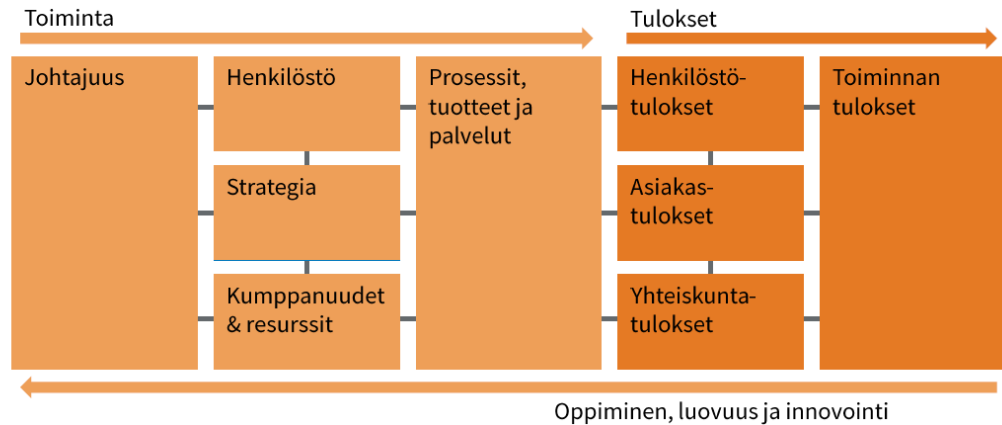 Toiminta
Tulokset
Johtajuus
Henkilöstö
Prosessit,
tuotteet ja
palvelut
Henkilöstö-
tulokset
Toiminnan
tulokset
Strategia
Asiakas-
tulokset
Kumppanuudet
& resurssit
Yhteiskunta-
tulokset
Oppiminen, luovuus ja innovointi